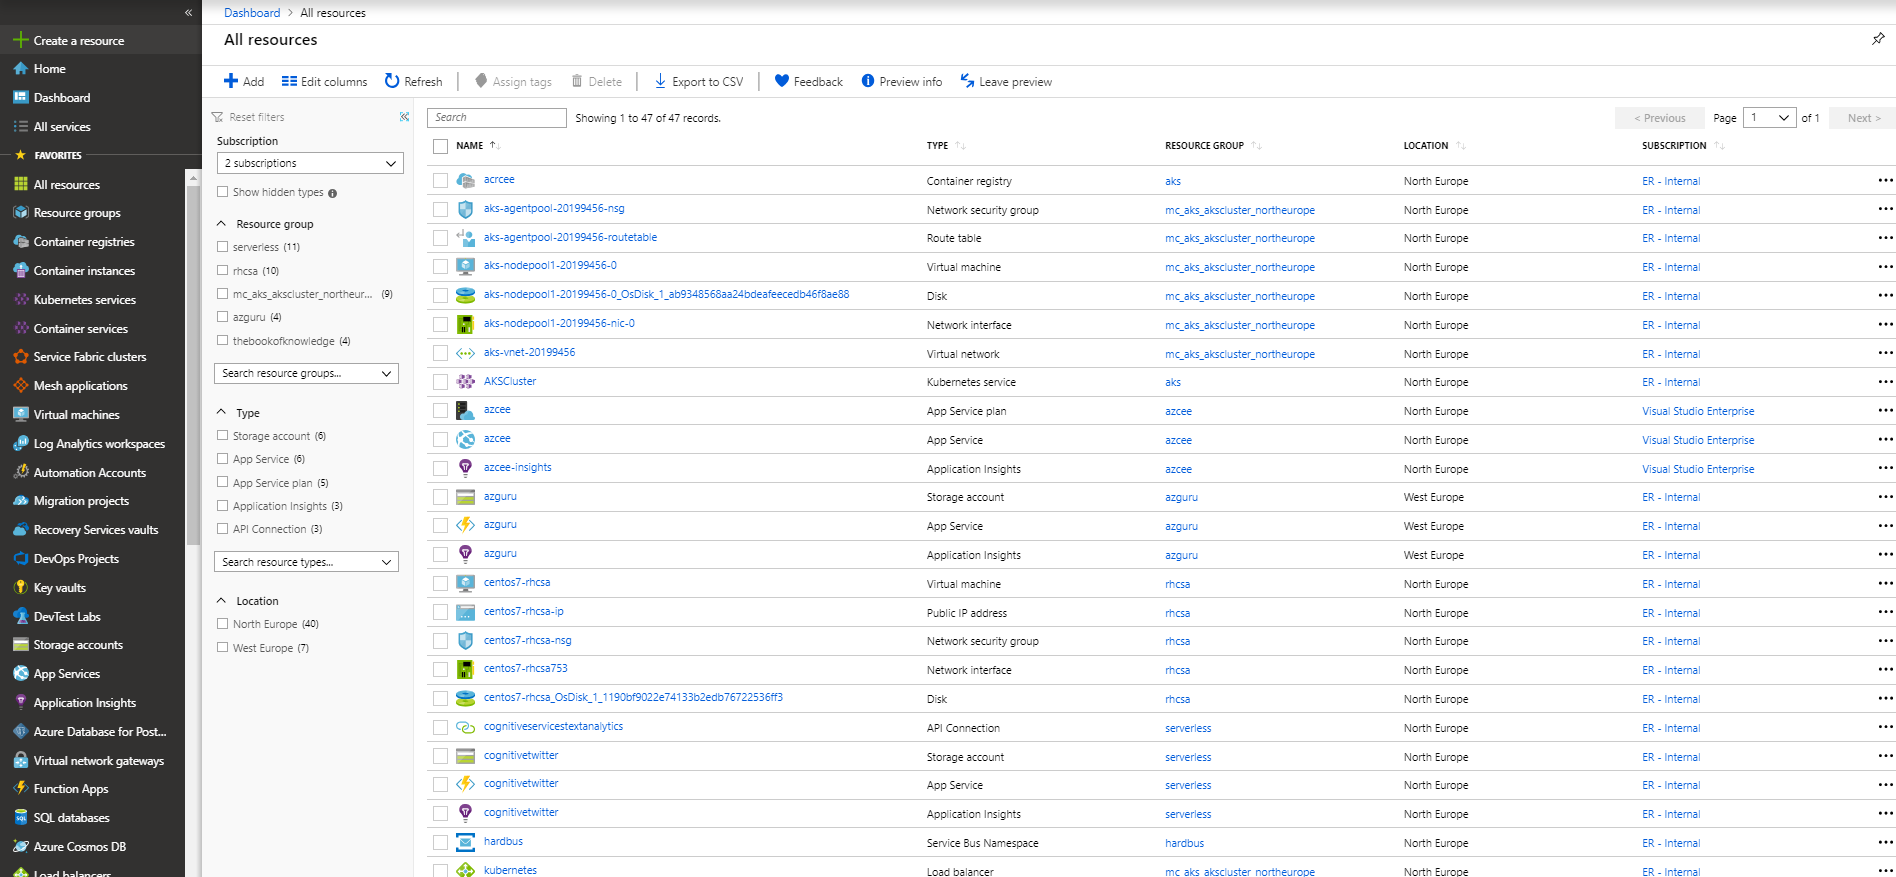 «
Create a resource
Home
Dashboard
All services
FAVORITES
All resources
Resource groups
Container registries
Container instances
Kubernetes services
Container services
Service Fabric clusters
Mesh applications
Virtual machines
Log Analytics workspaces
Automation Accounts
Migration projects
Recovery Services vaults
DevOps Projects
Key vaults
DevTest Labs
Storage accounts
App Services
Application Insights
Azure Database for Post...
Virtual network gateways
Function Apps
SQL databases
Azure Cosmos DB
Load balancers
Dashboard > All resources
All resources
Add Edit columns Refresh Assign tags Delete Export to CSV Feedback Preview info Leave preview
Reset filters
Subscription
2 subscriptions
Show hidden types
Resource group
serverless (11)
rhcsa (10)
mc_aks_akscluster_northeur... (9)
azguru (4)
thebookofknowledge (4)
Search resource groups...
Type
Storage account (6)
App Service (6)
App Service plan (5)
Application Insights (3)
API Connection (3)
Search resource types...
Location
North Europe (40)
West Europe (7)
Search Showing 1 to 47 of 47 records. < Previous Page 1 of 1 Next >
NAME TYPE RESOURCE GROUP LOCATION SUBSCRIPTION
acrcee Container registry aks North Europe ER - Internal
aks-agentpool-20199456-nsg Network security group mc_aks_akscluster_northeurope North Europe ER - Internal
aks-agentpool-20199456-routetable Route table mc_aks_akscluster_northeurope North Europe ER - Internal
aks-nodepool1-20199456-0 Virtual machine mc_aks_akscluster_northeurope North Europe ER - Internal
aks-nodepool1-20199456-0_OsDisk_1_ab9348568aa24bdeafeecedb46f8ae88 Disk mc_aks_akscluster_northeurope North Europe ER - Internal
aks-nodepool1-20199456-nic-0 Network interface mc_aks_akscluster_northeurope North Europe ER - Internal
aks-vnet-20199456 Virtual network mc_aks_akscluster_northeurope North Europe ER - Internal
AKSCluster Kubernetes service aks North Europe ER - Internal
azcee App Service plan azcee North Europe Visual Studio Enterprise
azcee App Service azcee North Europe Visual Studio Enterprise
azcee-insights Application Insights azcee North Europe Visual Studio Enterprise
azguru Storage account azguru West Europe ER - Internal
azguru App Service azguru West Europe ER - Internal
azguru Application Insights azguru West Europe ER - Internal
centos7-rhcsa Virtual machine rhcsa North Europe ER - Internal
centos7-rhcsa-ip Public IP address rhcsa North Europe ER - Internal
centos7-rhcsa-nsg Network security group rhcsa North Europe ER - Internal
centos7-rhcsa753 Network interface rhcsa North Europe ER - Internal
centos7-rhcsa_OsDisk_1_1190bf9022e74133b2edb76722536ff3 Disk rhcsa North Europe ER - Internal
cognitiveservicestextanalytics API Connection serverless North Europe ER - Internal
cognitivetwitter Storage account serverless North Europe ER - Internal
cognitivetwitter App Service serverless North Europe ER - Internal
cognitivetwitter Application Insights serverless North Europe ER - Internal
hardbus Service Bus Namespace hardbus North Europe ER - Internal
kubernetes Load balancer mc_aks_akscluster_northeurope North Europe ER - Internal